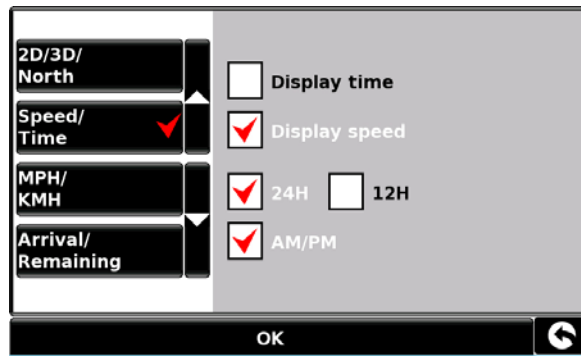 2D/3D/
North
Speed/
Time
MPH/
KMH
Arrival/
Remaining
Display time
Display speed
24H 12H
AM/PM
OK